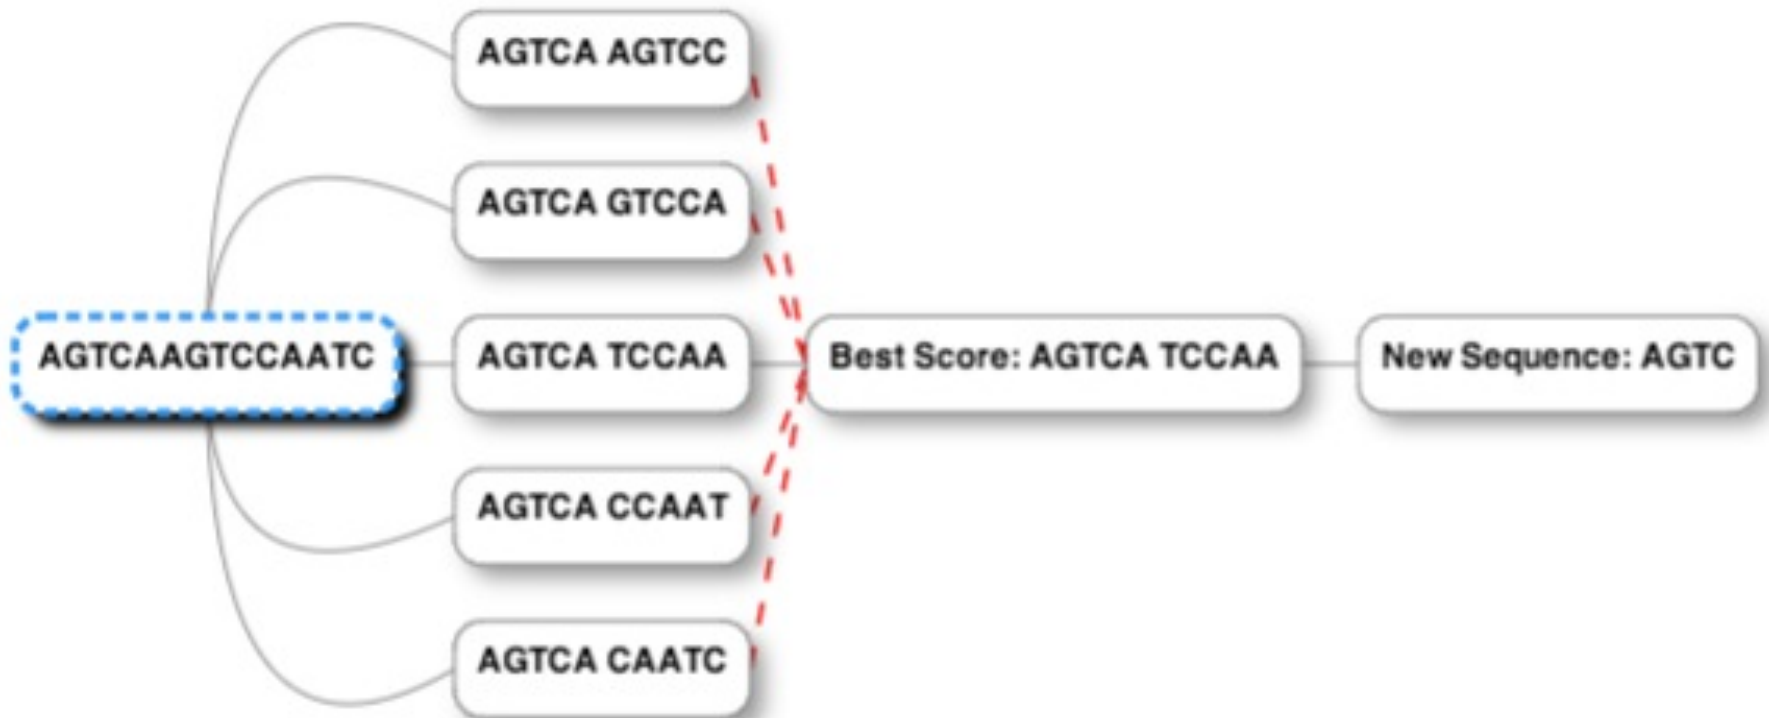 AGTCA AGTCC
AGTCA GTCCA
AGTCAAGTCCAATC
AGTCA TCCAA
Best Score: AGTCA TCCAA
New Sequence: AGTC
AGTCA CCAAT
AGTCA CAATC